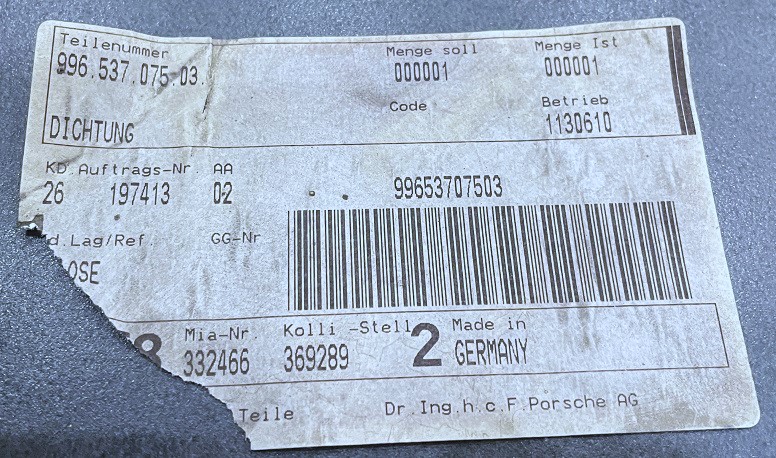 Teilenummer Menge soll Menge Ist
996.537.075.03. 000001 000001
Code Betrieb
DICHTUNG 1130610
KD.Auftrags-Nr. AA
26 197413 02 99653707503
d.Lag/Ref. GG-Nr
OSE
Mia-Nr. Kolli -Stell
332466 369289 2 Made in
GERMANY
Teile Dr.Ing.h.c.F.Porsche AG